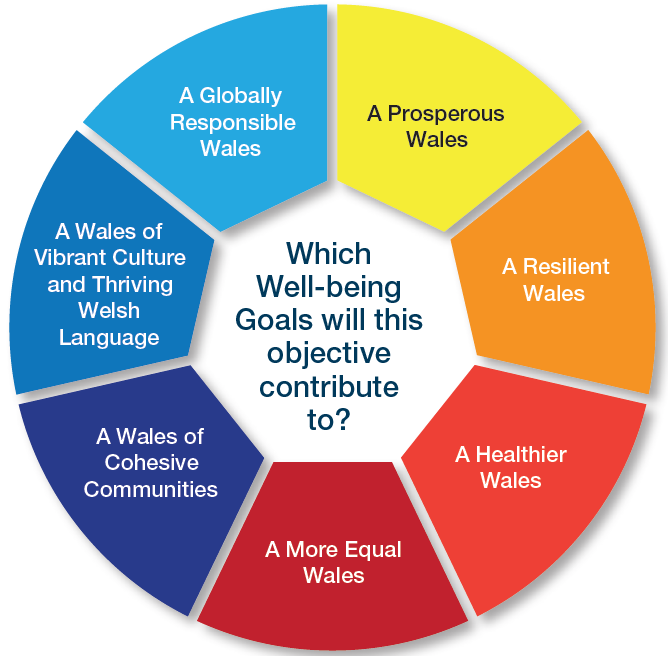 Which
Well-being
Goals will this
objective
contribute
to?
A Prosperous
Wales
A Resilient
Wales
A Healthier
Wales
A More Equal
Wales
A Wales of
Cohesive
Communities
A Wales of
Vibrant Culture
and Thriving
Welsh
Language
A Globally
Responsible
Wales